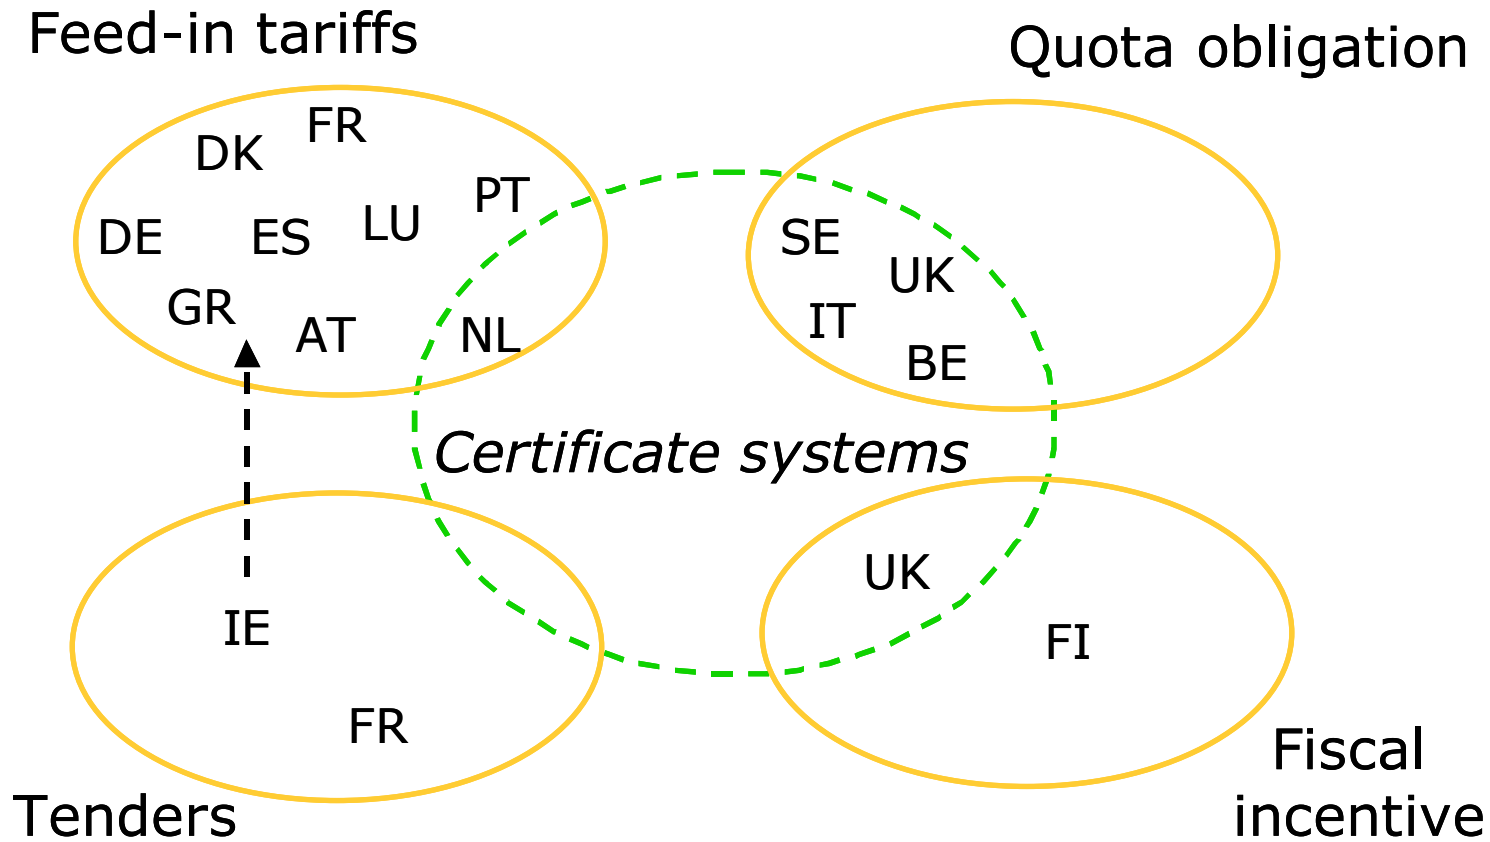 Feed-in tariffs
Quota obligation
FR
DK
PT
LU
DE
ES
GR
AT
NL
SE
UK
IT
BE
Certificate systems
UK
IE
FI
FR
Fiscal
incentive
Tenders